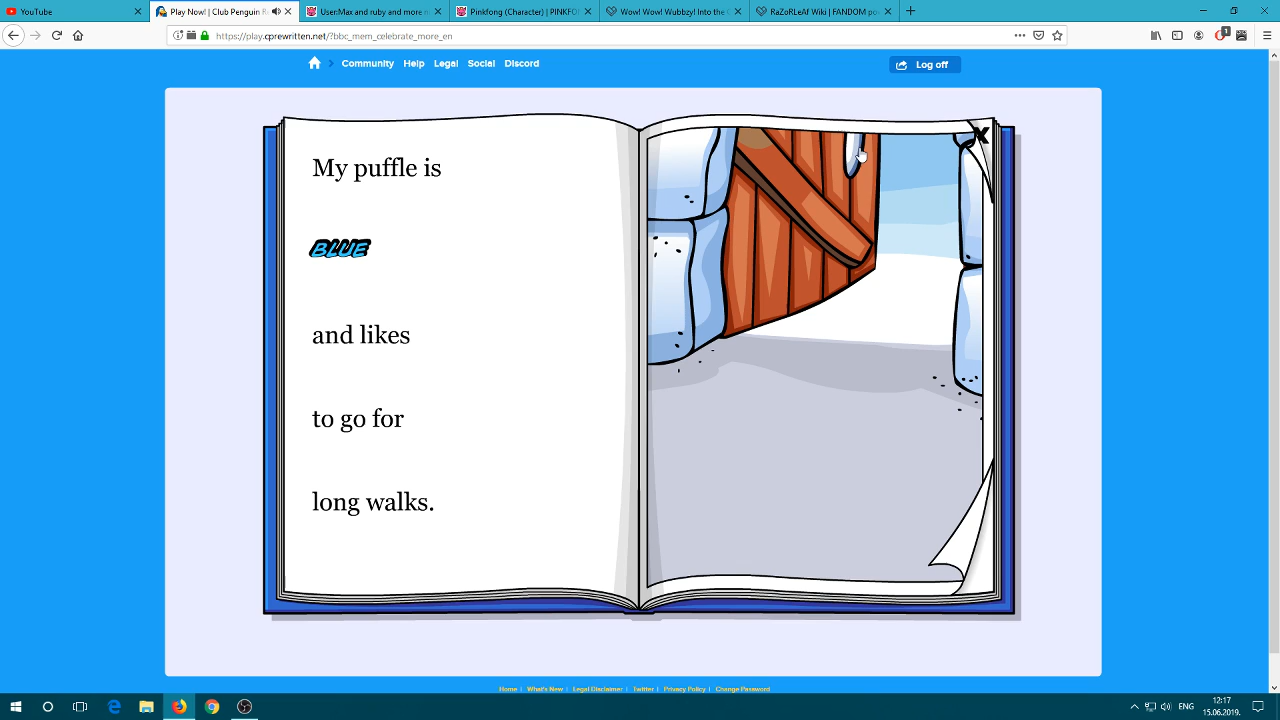 YouTube
Play Now! | Club Penguin Re
User:Max and ruby and more n
Pinkfong (Character) | PINKFO
Wow! Wow! Wubbzy! Into the C
RaZoRLeAf Wiki | FANDOM po
https://play.cprewritten.net/?bbc_mem_celebrate_more_en
1
Community
Help
Legal
Social
Discord
Log off
X
My puffle is
BLUE
and likes
to go for
long walks.
Home | What's New | Legal Disclaimer | Twitter | Privacy Policy | Change Password
ENG
12:17
15.06.2019.